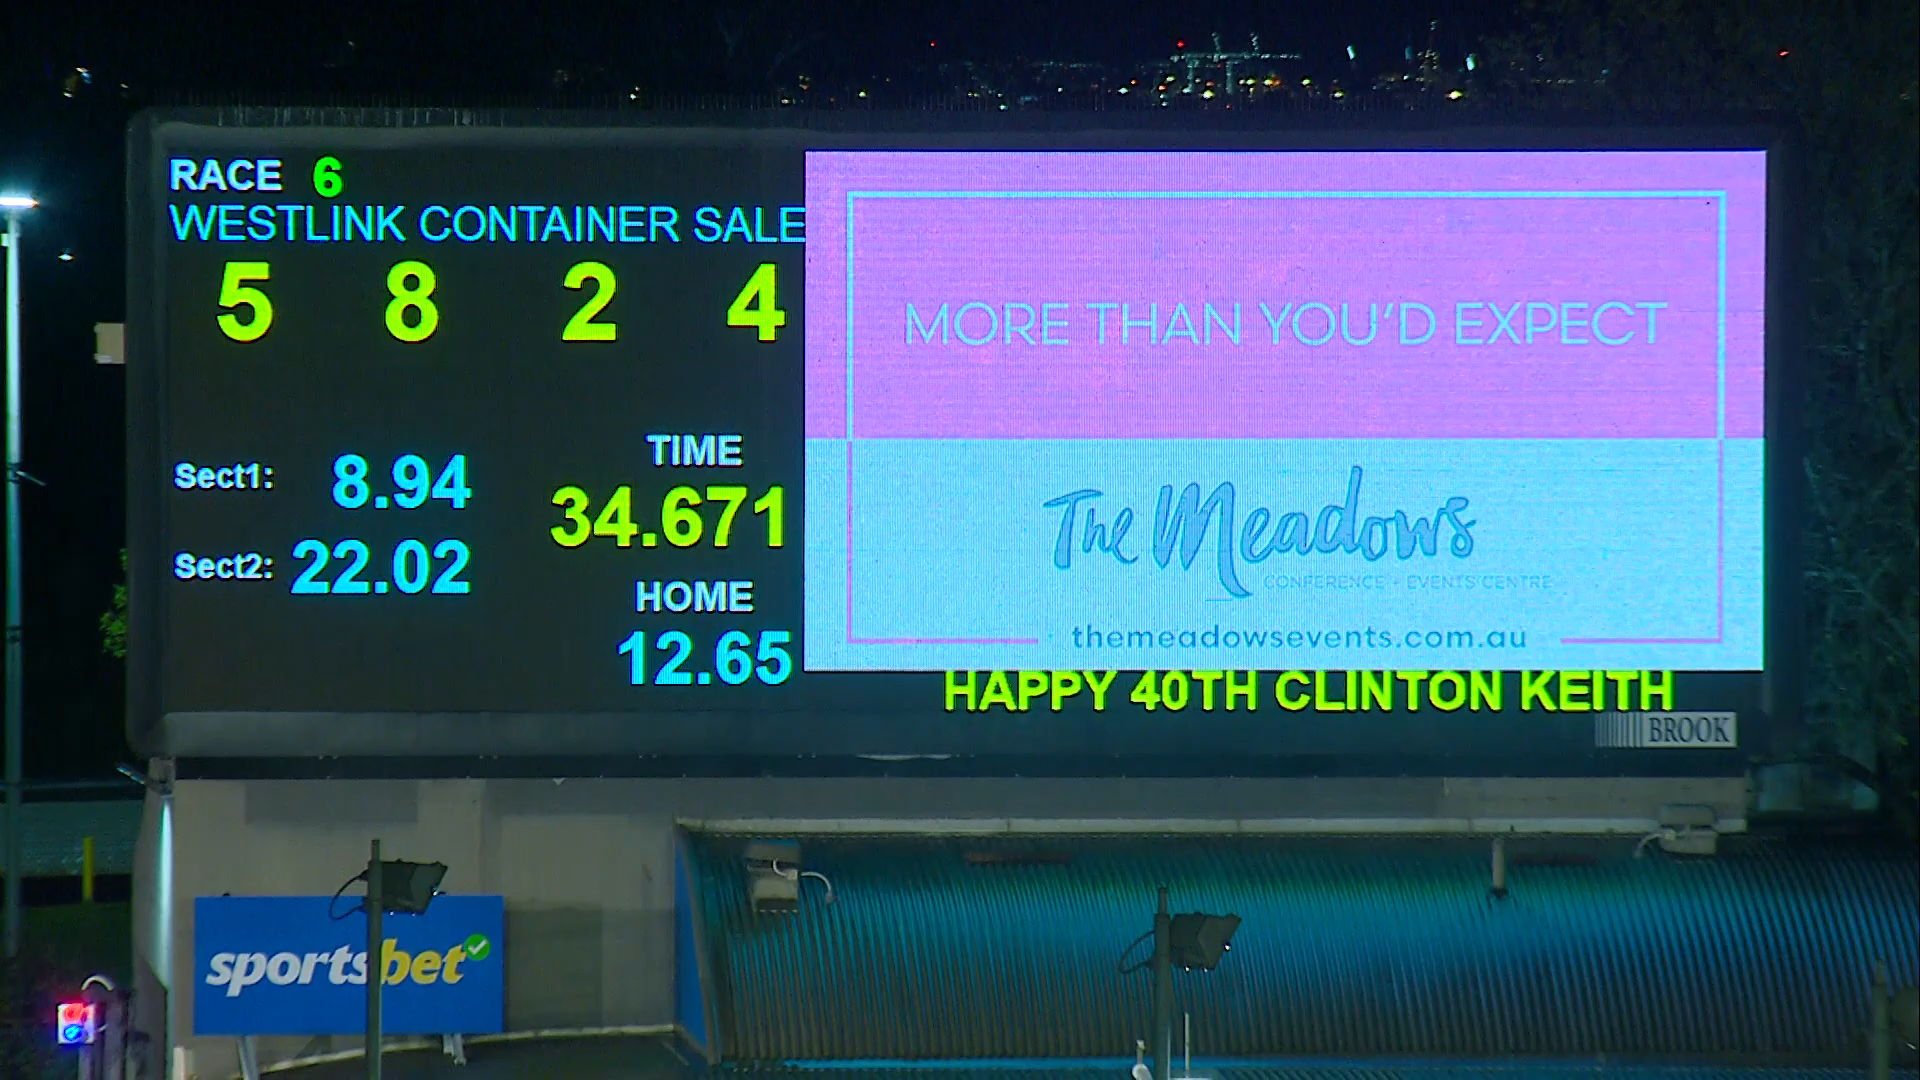 RACE 6
WESTLINK CONTAINER SALE
5 8 2 4
Sect1: 8.94
Sect2: 22.02
TIME
34.671
HOME
12.65
MORE THAN YOU'D EXPECT
The Meadows
CONFERENCE + EVENTS CENTRE
themeadowsevents.com.au
HAPPY 40TH CLINTON KEITH
BROOK
sportsbet